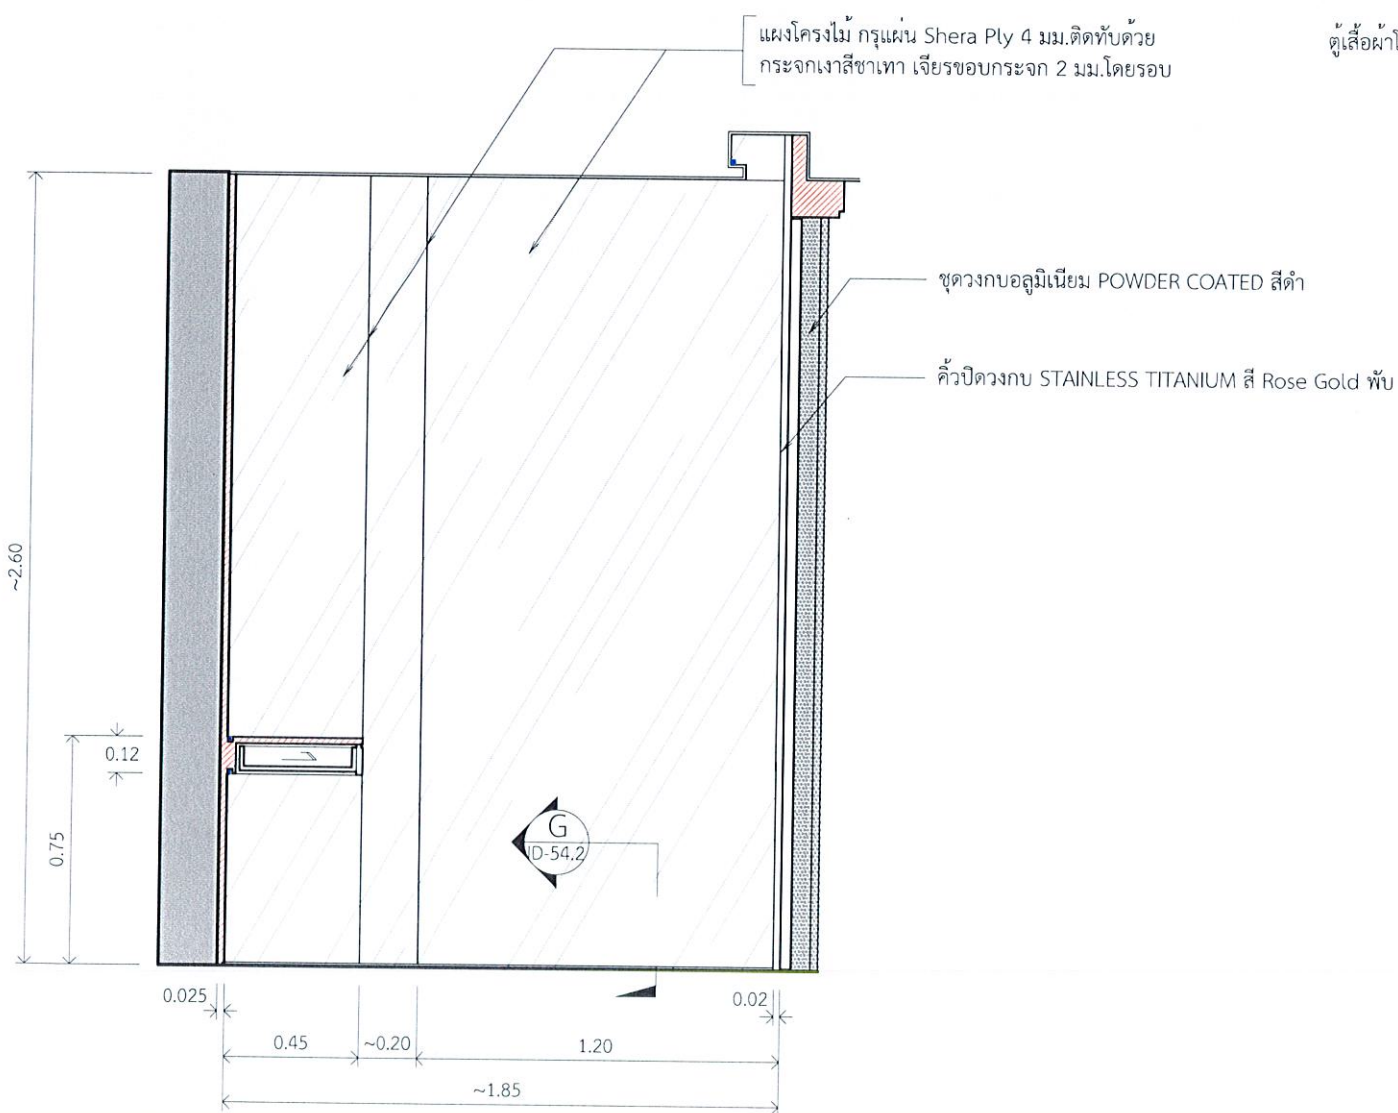 แผงโครงไม้ กรุแผ่น Shera Ply 4 มม.ติดทับด้วย
กระจกเงาสีชาเทา เจียรขอบกระจก 2 มม.โดยรอบ
ตู้เสื้อผ้า
ชุดวงกบอลูมิเนียม POWDER COATED สีดำ
คิ้วปิดวงกบ STAINLESS TITANIUM สี Rose Gold พับ
~2.60
0.12
0.75
G
ID-54.2
0.025
0.02
0.45
~0.20
1.20
~1.85